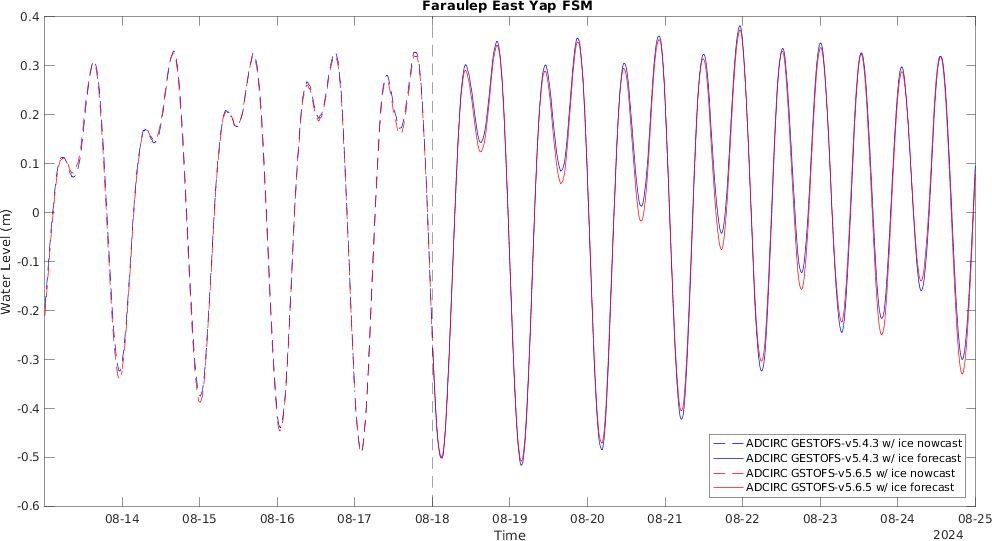 Faraulep East Yap FSM
Water Level (m)
0.4
0.3
0.2
0.1
0
-0.1
-0.2
-0.3
-0.4
-0.5
-0.6
ADCIRC GESTOFS-v5.4.3 w/ ice nowcast
ADCIRC GESTOFS-v5.4.3 w/ ice forecast
ADCIRC GSTOFS-v5.6.5 w/ ice nowcast
ADCIRC GSTOFS-v5.6.5 w/ ice forecast
08-14 08-15 08-16 08-17 08-18 08-19 08-20 08-21 08-22 08-23 08-24 08-25
Time
2024